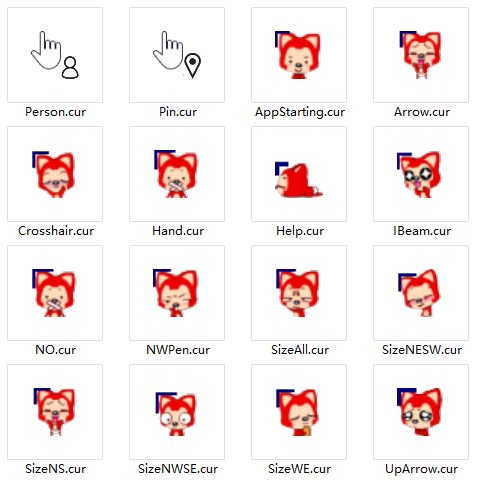 Person.cur
Pin.cur
AppStarting.cur
Arrow.cur
Crosshair.cur
Hand.cur
Help.cur
IBeam.cur
NO.cur
NWPen.cur
SizeAll.cur
SizeNESW.cur
SizeNS.cur
SizeNWSE.cur
SizeWE.cur
UpArrow.cur